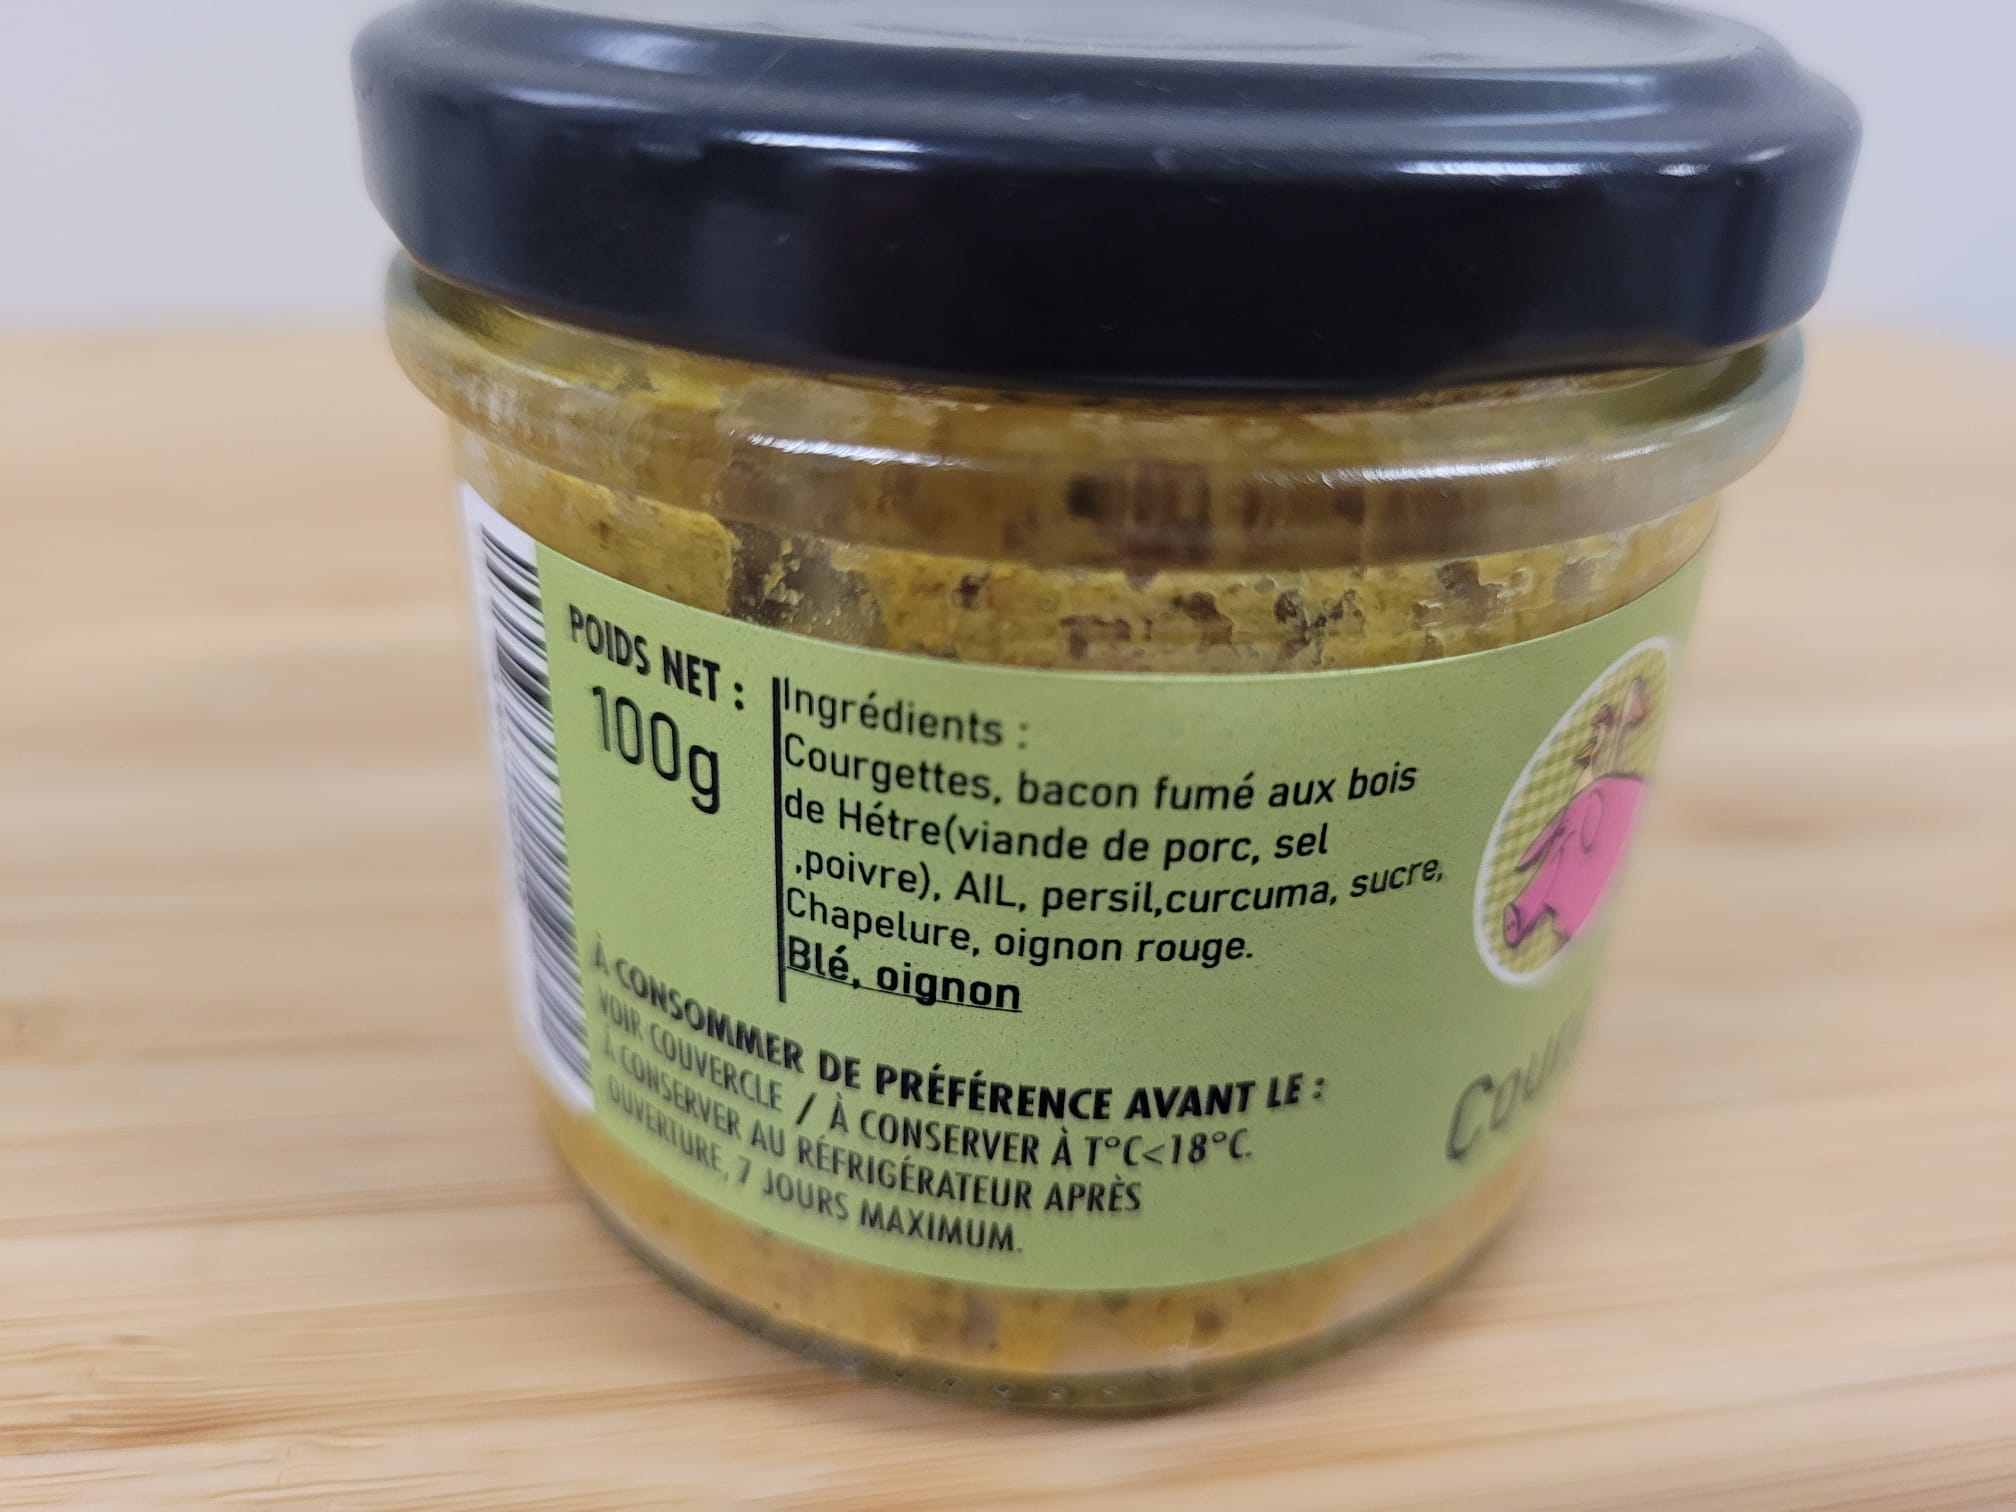 POIDS NET :
100g
Ingrédients :
Courgettes, bacon fumé aux bois
de Hétre(viande de porc, sel
,poivre), AIL, persil,curcuma, sucre,
Chapelure, oignon rouge.
Blé, oignon
À CONSOMMER DE PRÉFÉRENCE AVANT LE :
VOIR COUVERCLE / À CONSERVER À T°C<18°C.
À CONSERVER AU RÉFRIGÉRATEUR APRÈS
OUVERTURE, 7 JOURS MAXIMUM.